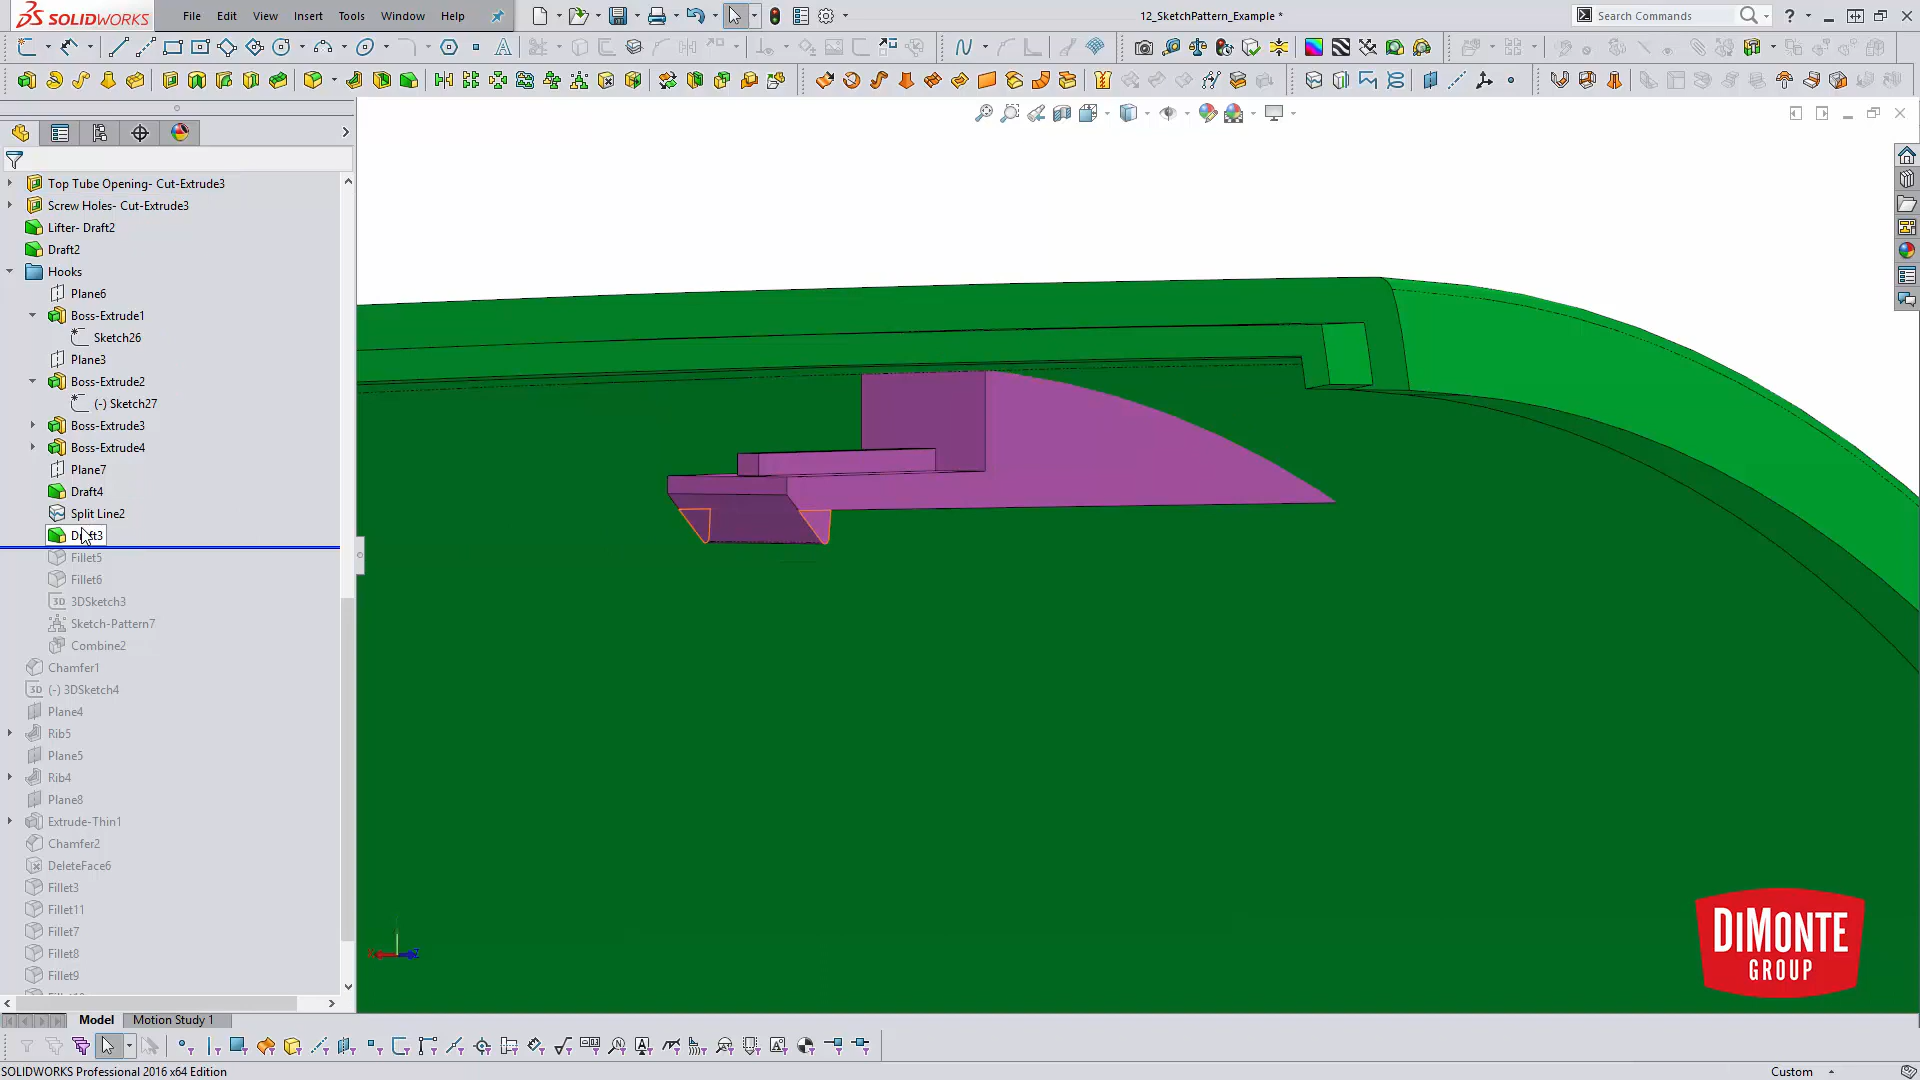 SOLIDWORKS File Edit View Insert Tools Window Help 12_SketchPattern_Example * Search Commands
Top Tube Opening- Cut-Extrude3
Screw Holes- Cut-Extrude3
Lifter- Draft2
Draft2
Hooks
Plane6
Boss-Extrude1
Sketch26
Plane3
Boss-Extrude2
(-) Sketch27
Boss-Extrude3
Boss-Extrude4
Plane7
Draft4
Split Line2
Draft3
Fillet5
Fillet6
3D 3DSketch3
Sketch-Pattern7
Combine2
Chamfer1
3D (-) 3DSketch4
Plane4
Rib5
Plane5
Rib4
Plane8
Extrude-Thin1
Chamfer2
DeleteFace6
Fillet3
Fillet11
Fillet7
Fillet8
Fillet9
DIMONTE
GROUP
Model Motion Study 1
SOLIDWORKS Professional 2016 x64 Edition Custom